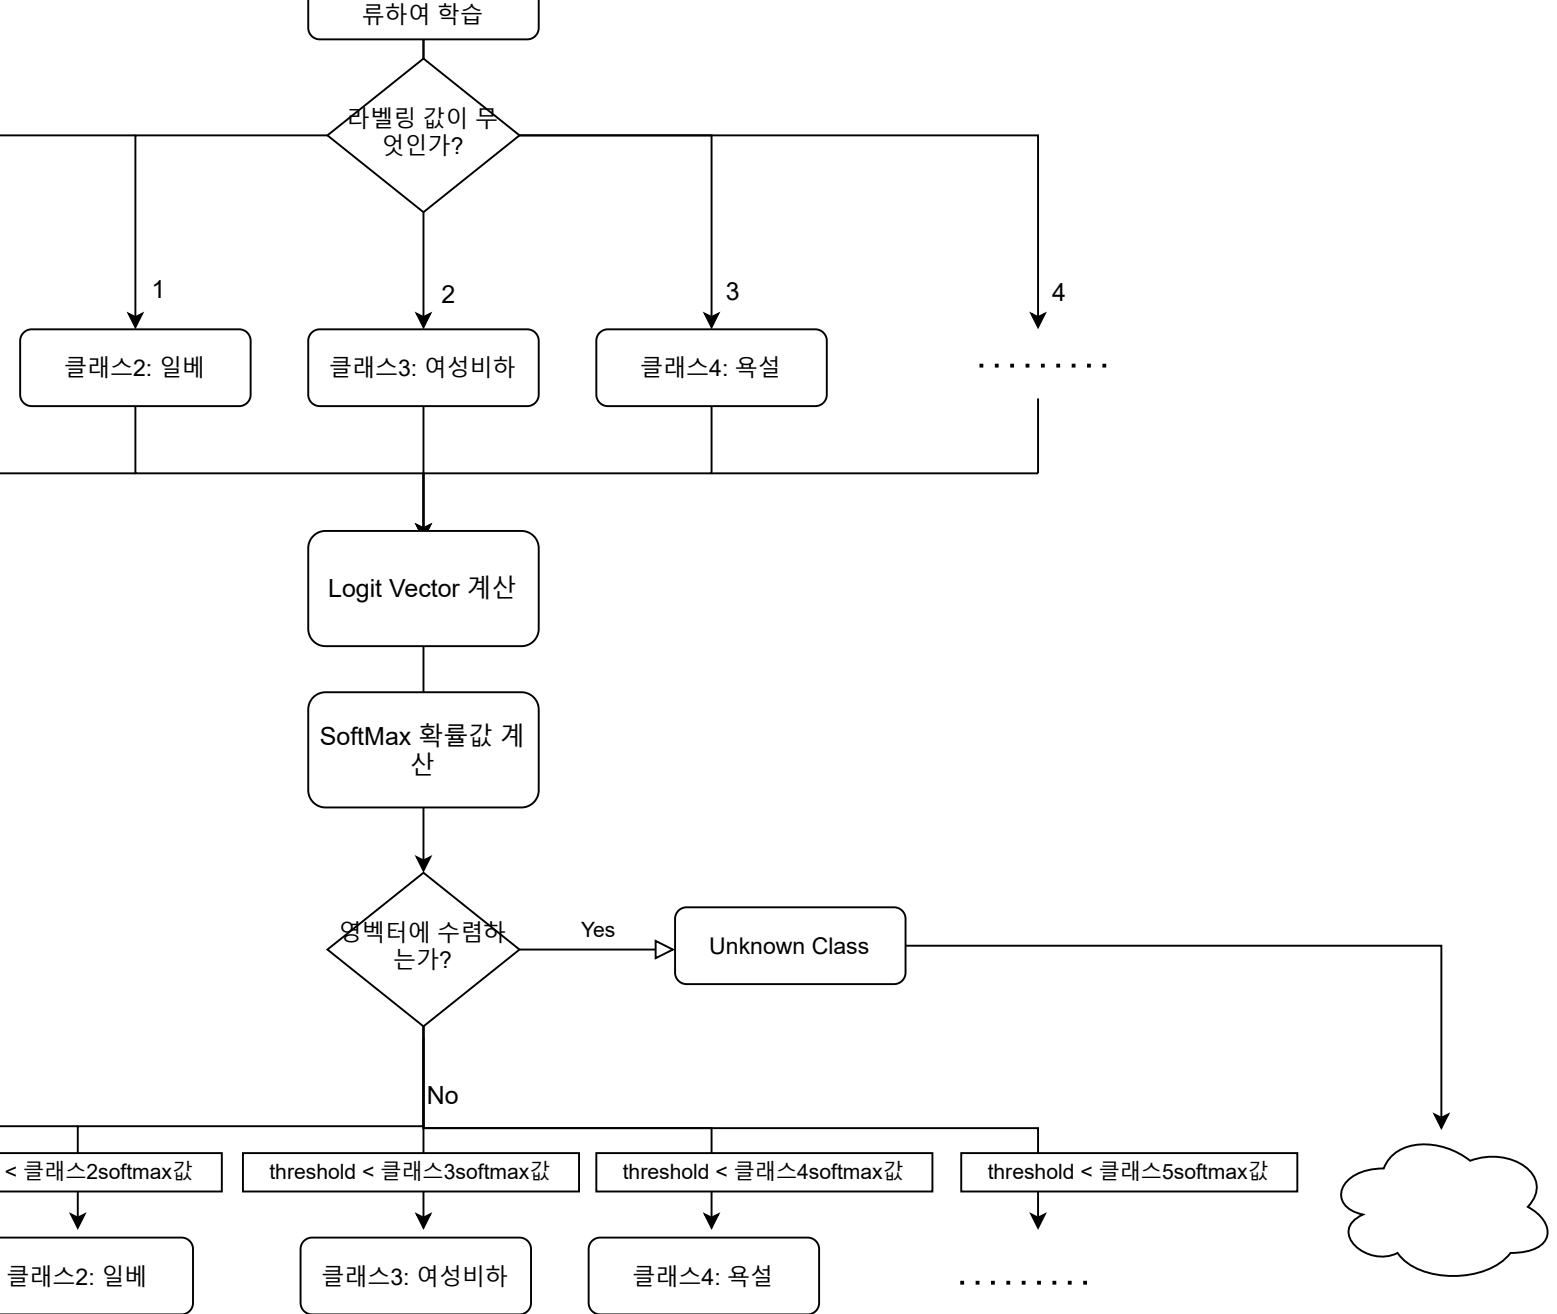 류하여 학습
라벨링 값이 무
엇인가?
1
2
3
4
클래스2: 일베
클래스3: 여성비하
클래스4: 욕설
.........
Logit Vector 계산
SoftMax 확률값 계
산
영벡터에 수렴하
는가?
Yes
Unknown Class
No
< 클래스2softmax값
threshold < 클래스3softmax값
threshold < 클래스4softmax값
threshold < 클래스5softmax값
클래스2: 일베
클래스3: 여성비하
클래스4: 욕설
.........